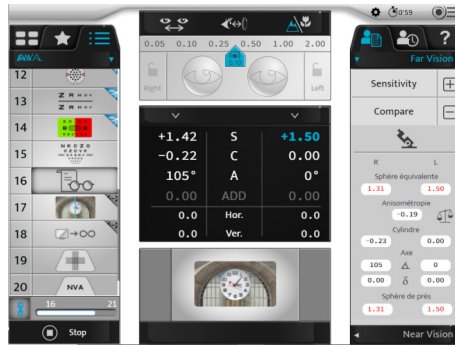 0:59
AVA
12
13
Z R H S K
14
15
N K C Z O
16
17
18
19
20 NVA
16 21
Stop
0.05 0.10 0.25 0.50 1.00 2.00
0.10
Right Left
+1.42 S +1.50
−0.22 C 0.00
105° A 0°
0.00 ADD 0.00
0.0 Hor. 0.0
0.0 Ver. 0.0
?
Far Vision
Sensitivity +
Compare −
R L
Sphère équivalente
1.31 1.50
Anisométropie
−0.19
Cylindre
−0.23 0.00
Axe
105 0
0.00 δ 0.00
Sphère de près
1.31 1.50
Near Vision